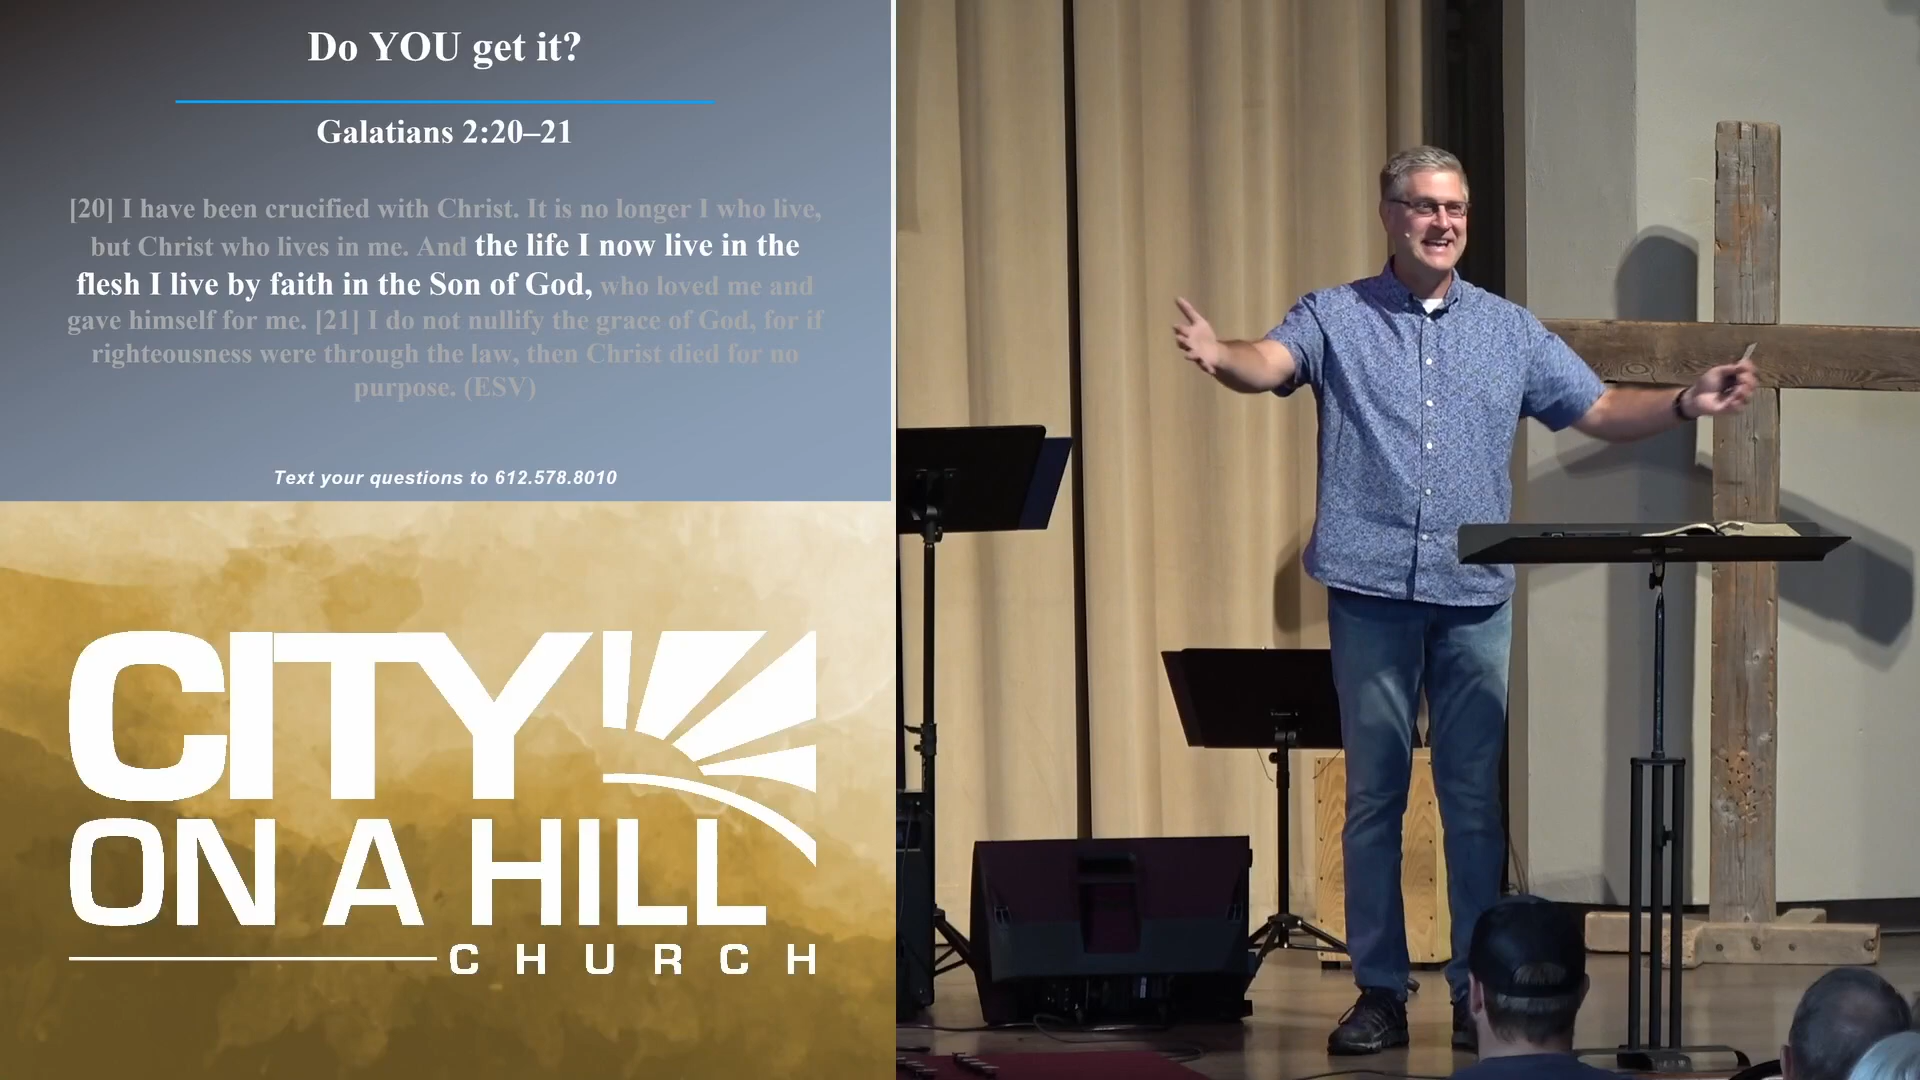 Do YOU get it?
Galatians 2:20–21
[20] I have been crucified with Christ. It is no longer I who live,
but Christ who lives in me. And the life I now live in the
flesh I live by faith in the Son of God, who loved me and
gave himself for me. [21] I do not nullify the grace of God, for if
righteousness were through the law, then Christ died for no
purpose. (ESV)
Text your questions to 612.578.8010
CITY
ON A HILL
CHURCH